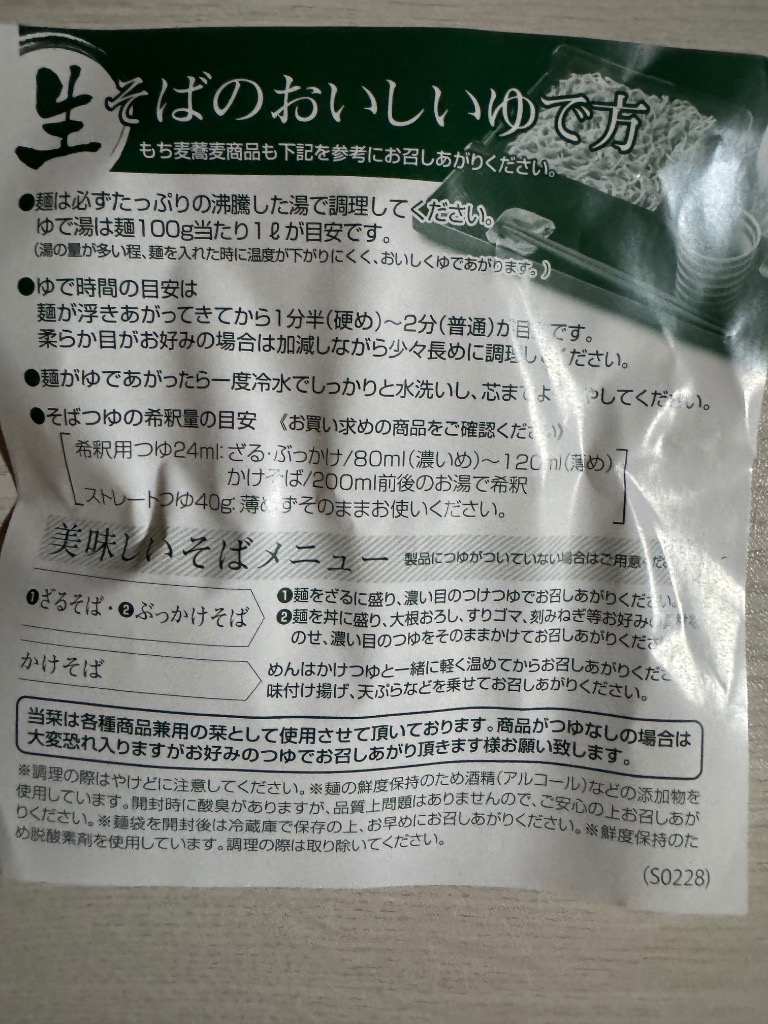 生そばのおいしいゆで方
もち麦蕎麦商品も下記を参考にお召しあがりください。
●麺は必ずたっぷりの沸騰した湯で調理してください。
ゆで湯は麺100g当たり1ℓが目安です。
(湯の量が多い程、麺を入れた時に温度が下がりにくく、おいしくゆであがります。)
●ゆで時間の目安は
麺が浮きあがってきてから1分半(硬め)〜2分(普通)が目 です。
柔らか目がお好みの場合は加減しながら少々長めに調理し ください。
●麺がゆであがったら一度冷水でしっかりと水洗いし、芯まで よ やしてください。
●そばつゆの希釈量の目安 《お買い求めの商品をご確認ください》
希釈用つゆ24ml:ざる・ぶっかけ/80ml(濃いめ)〜120ml(薄め)
かけそば/200ml前後のお湯で希釈
ストレートつゆ40g:薄めずそのままお使いください。
美味しいそばメニュー 製品につゆがついていない場合はご用意くだ
❶ざるそば・❷ぶっかけそば
❶麺をざるに盛り、濃い目のつけつゆでお召しあがりください。
❷麺を丼に盛り、大根おろし、すりゴマ、刻みねぎ等お好みの具材を
のせ、濃い目のつゆをそのままかけてお召しあがりくださ
かけそば
めんはかけつゆと一緒に軽く温めてからお召しあがりくださ
味付け揚げ、天ぷらなどを乗せてお召しあがりください。
当栞は各種商品兼用の栞として使用させて頂いております。商品がつゆなしの場合は
大変恐れ入りますがお好みのつゆでお召しあがり頂きます様お願い致します。
※調理の際はやけどに注意してください。※麺の鮮度保持のため酒精(アルコール)などの添加物を
使用しています。開封時に酸臭がありますが、品質上問題はありませんので、ご安心の上お召しあが
りください。※麺袋を開封後は冷蔵庫で保存の上、お早めにお召しあがりください。※鮮度保持のた
め脱酸素剤を使用しています。調理の際は取り除いてください。
(S0228)